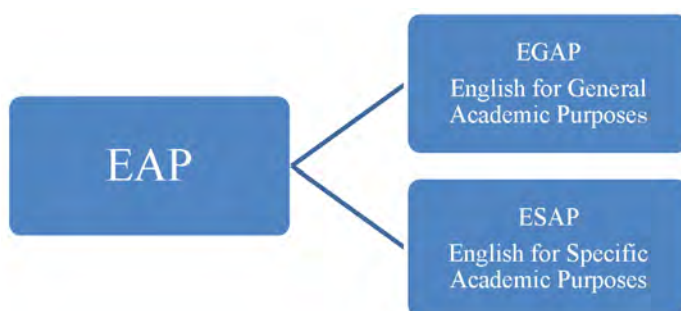 EAP
EGAP
English for General
Academic Purposes
ESAP
English for Specific
Academic Purposes